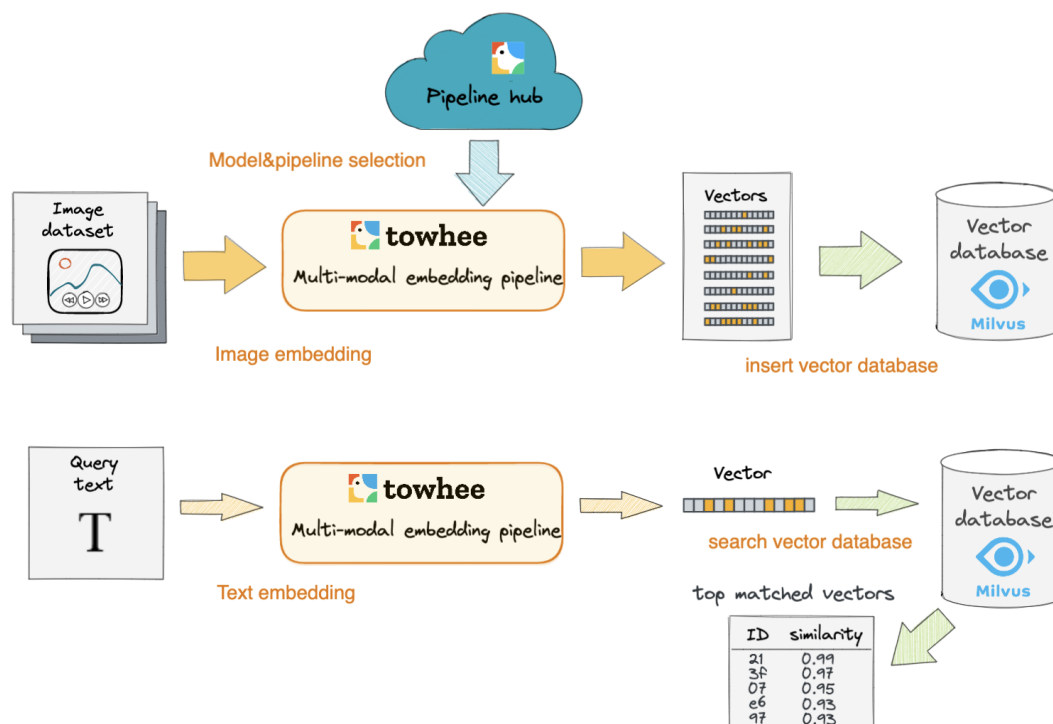 Pipeline hub
Model&pipeline selection
Image
dataset
towhee
Multi-modal embedding pipeline
Vectors
Vector
database
Milvus
Image embedding
insert vector database
Query
text
T
towhee
Multi-modal embedding pipeline
Vector
Vector
database
Milvus
search vector database
Text embedding
top matched vectors
ID similarity
21 0.99
3f 0.97
07 0.95
e6 0.93
97 0.93